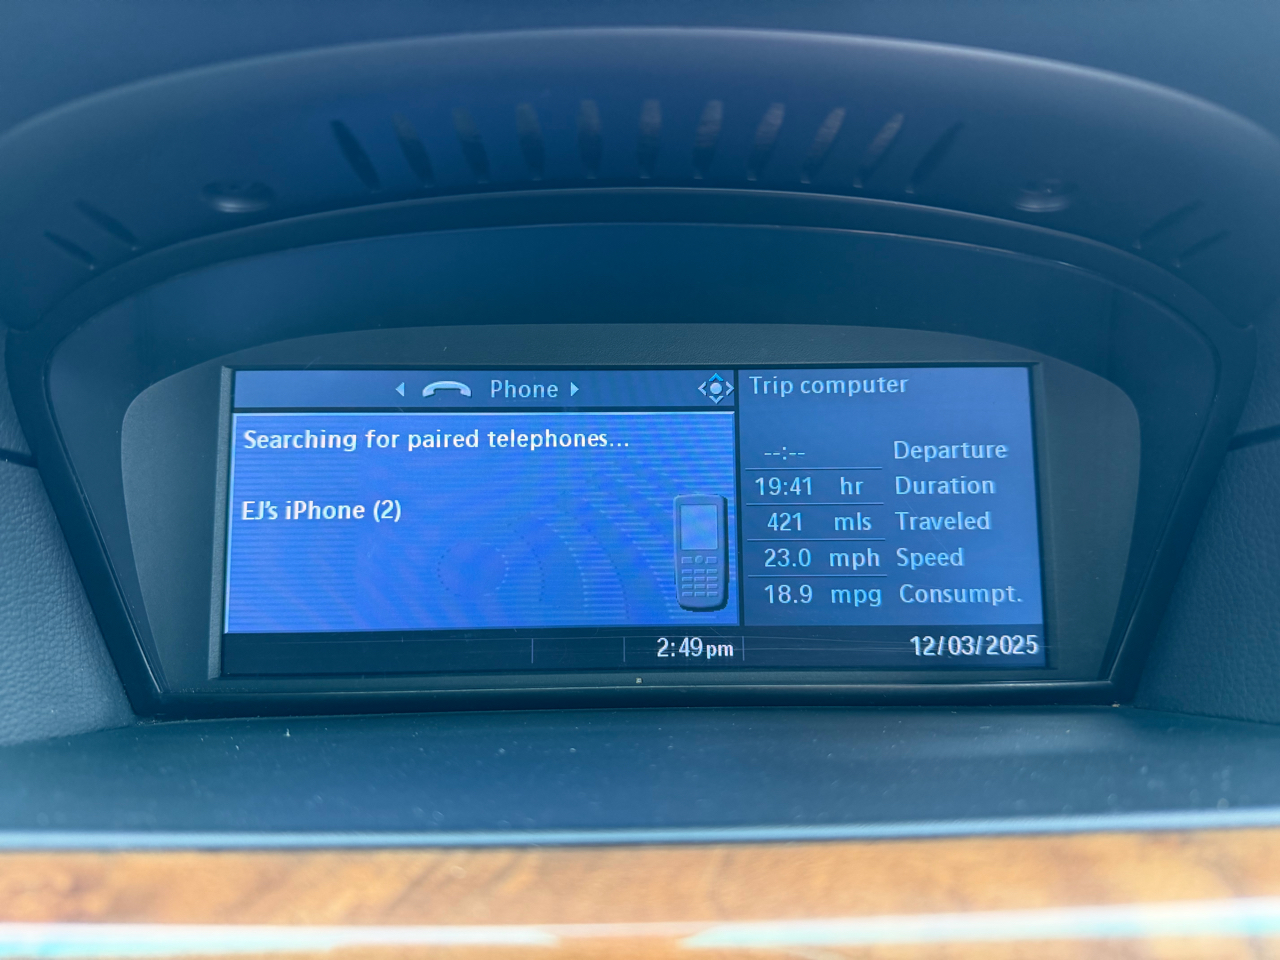 Phone
Searching for paired telephones...
EJ's iPhone (2)
Trip computer
--:-- Departure
19:41 hr Duration
421 mls Traveled
23.0 mph Speed
18.9 mpg Consumpt.
2:49pm
12/03/2025